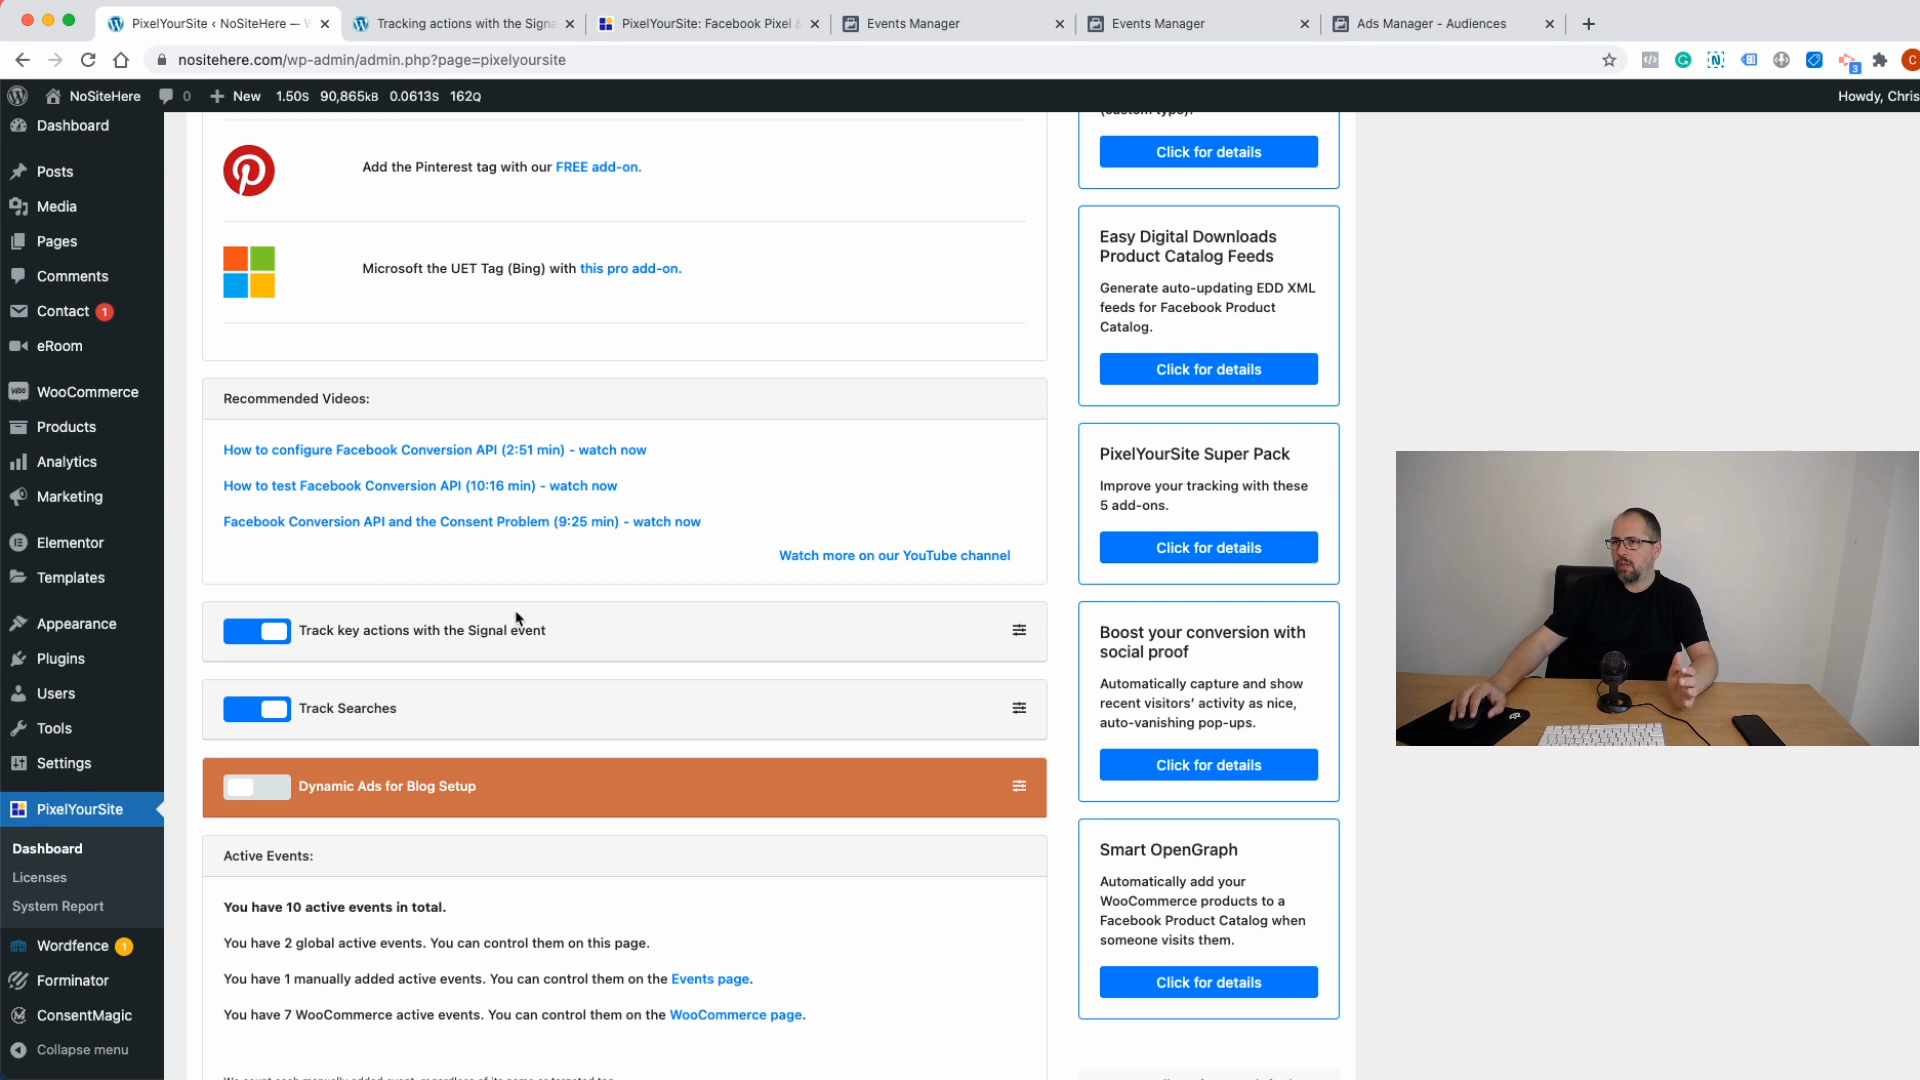 PixelYourSite ‹ NoSiteHere — W
Tracking actions with the Signa
PixelYourSite: Facebook Pixel &
Events Manager
Events Manager
Ads Manager - Audiences
nositehere.com/wp-admin/admin.php?page=pixelyoursite
3
C
NoSiteHere
0
New
1.50S 90,865KB 0.0613S 162Q
Howdy, Chris
Dashboard
Posts
Media
Pages
Comments
Contact 1
eRoom
WooCommerce
Products
Analytics
Marketing
Elementor
Templates
Appearance
Plugins
Users
Tools
Settings
PixelYourSite
Dashboard
Licenses
System Report
Wordfence 1
Forminator
ConsentMagic
Collapse menu
Add the Pinterest tag with our FREE add-on.
Microsoft the UET Tag (Bing) with this pro add-on.
Recommended Videos:
How to configure Facebook Conversion API (2:51 min) - watch now
How to test Facebook Conversion API (10:16 min) - watch now
Facebook Conversion API and the Consent Problem (9:25 min) - watch now
Watch more on our YouTube channel
Track key actions with the Signal event
Track Searches
Dynamic Ads for Blog Setup
Active Events:
You have 10 active events in total.
You have 2 global active events. You can control them on this page.
You have 1 manually added active events. You can control them on the Events page.
You have 7 WooCommerce active events. You can control them on the WooCommerce page.
(custom type).
Click for details
Easy Digital Downloads
Product Catalog Feeds
Generate auto-updating EDD XML
feeds for Facebook Product
Catalog.
Click for details
PixelYourSite Super Pack
Improve your tracking with these
5 add-ons.
Click for details
Boost your conversion with
social proof
Automatically capture and show
recent visitors' activity as nice,
auto-vanishing pop-ups.
Click for details
Smart OpenGraph
Automatically add your
WooCommerce products to a
Facebook Product Catalog when
someone visits them.
Click for details